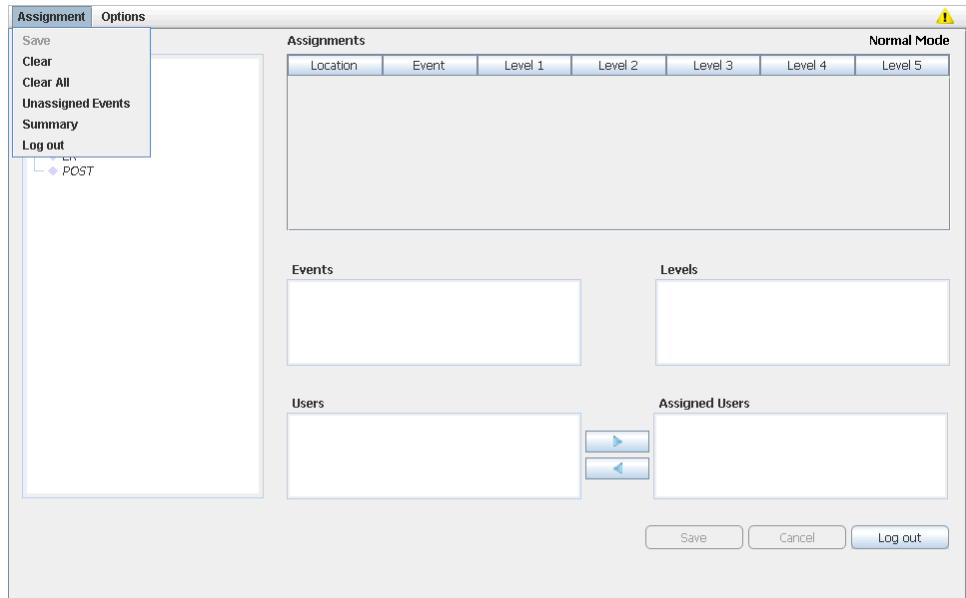 Assignment Options
Save
Clear
Clear All
Unassigned Events
Summary
Log out
POST
Assignments Normal Mode
Location Event Level 1 Level 2 Level 3 Level 4 Level 5
Events Levels
Users Assigned Users
Save Cancel Log out